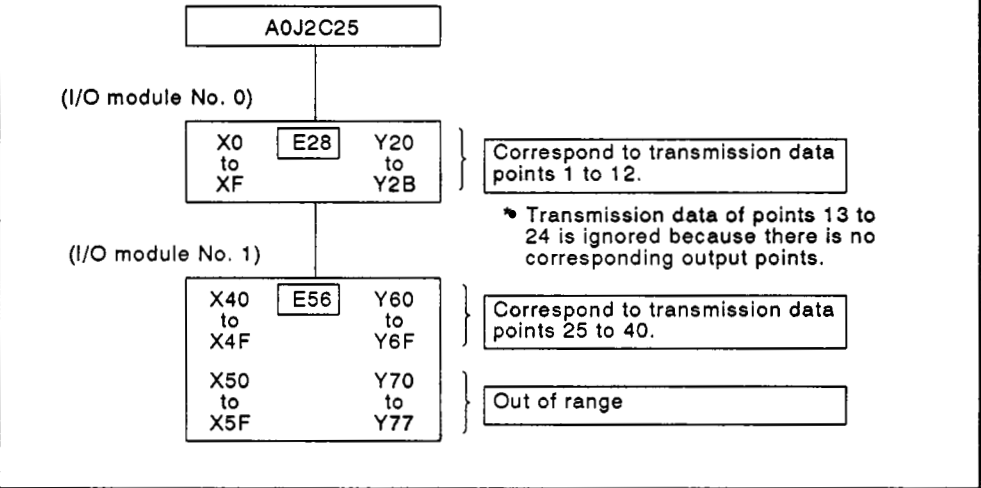 A0J2C25
(I/O module No. 0)
X0 E28 Y20
to to
XF Y2B
Correspond to transmission data
points 1 to 12.
Transmission data of points 13 to
24 is ignored because there is no
corresponding output points.
(I/O module No. 1)
X40 E56 Y60
to to
X4F Y6F
Correspond to transmission data
points 25 to 40.
X50 Y70
to to
X5F Y77
Out of range